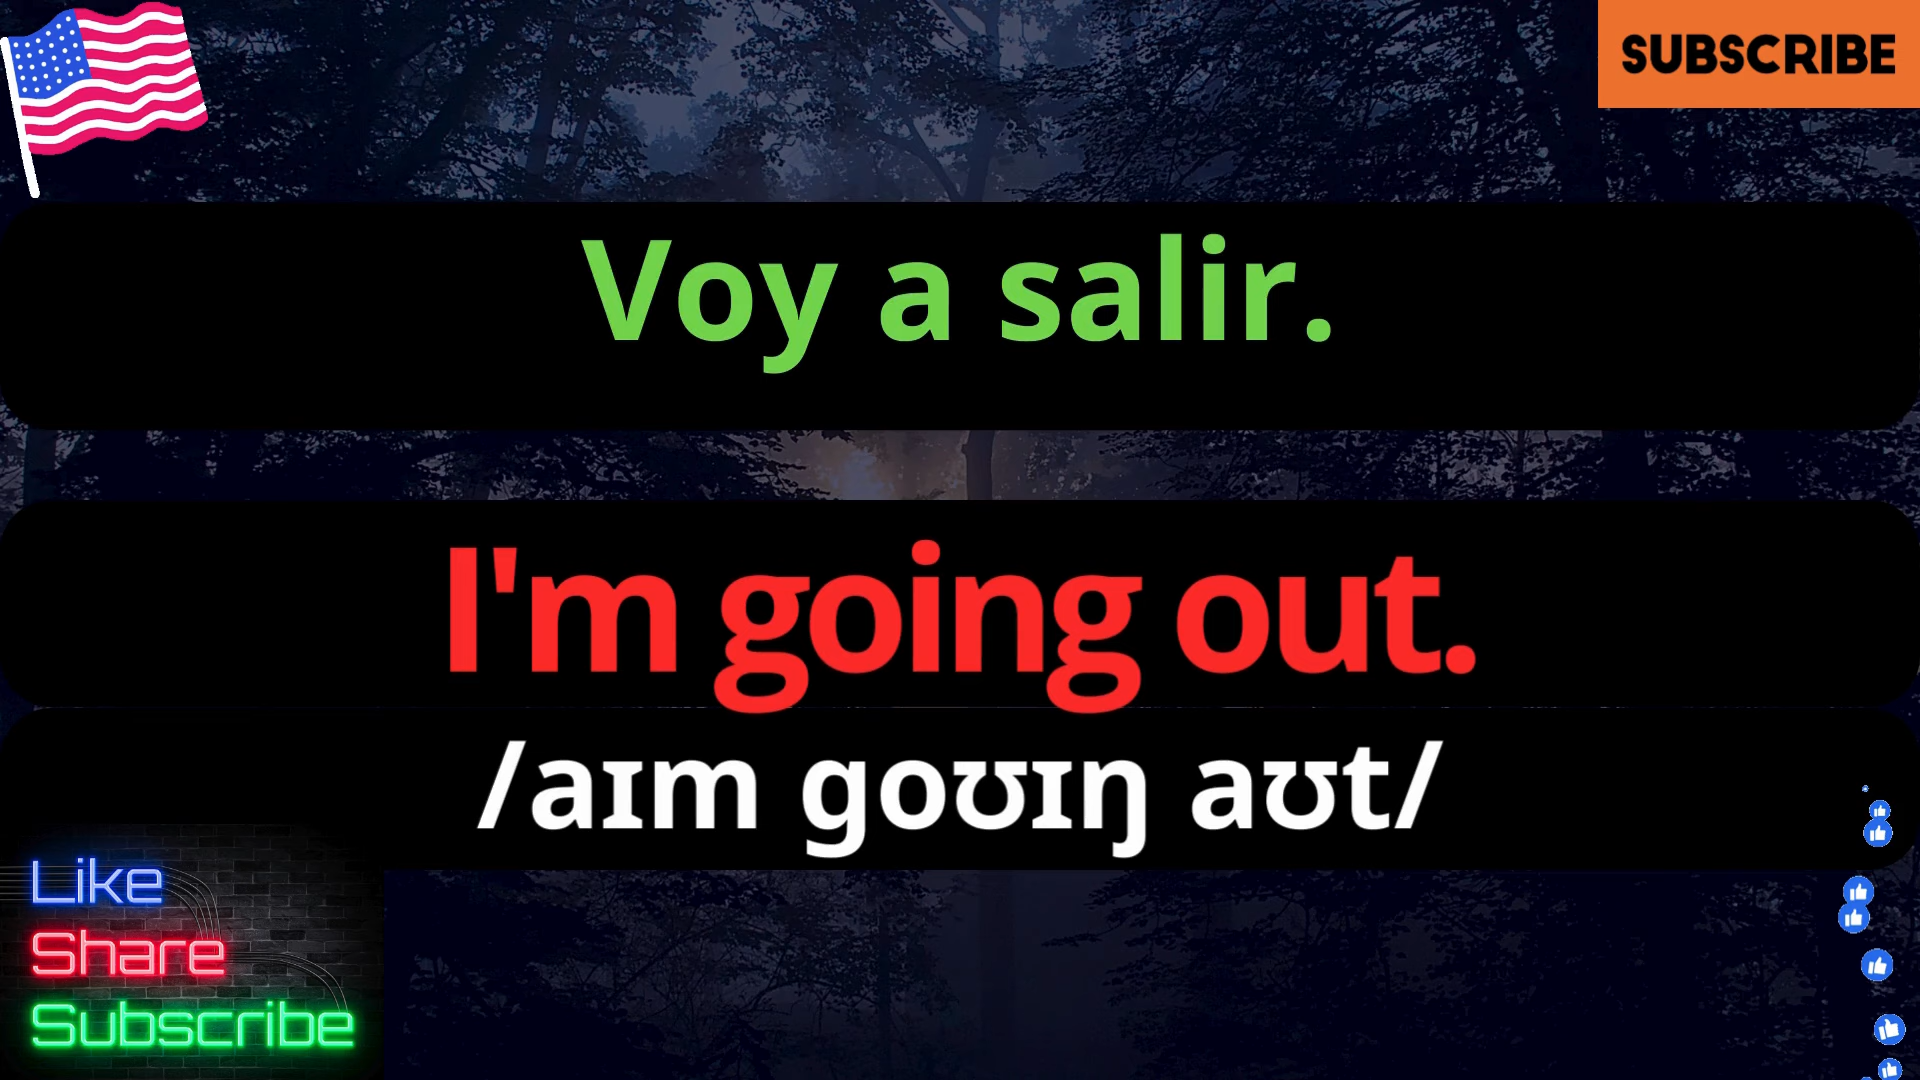 SUBSCRIBE
Voy a salir.
I'm going out.
/aɪm goʊɪŋ aʊt/
Like
Share
Subscribe